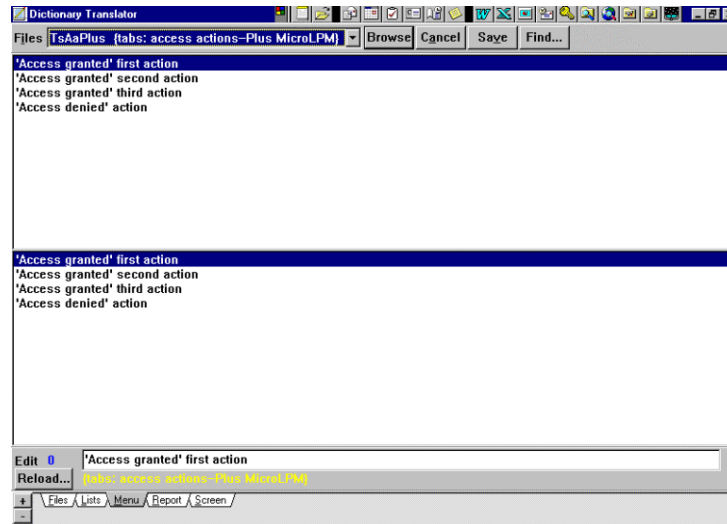 Dictionary Translator
Files TsAaPlus {tabs: access actions–Plus MicroLPM} Browse Cancel Save Find...
'Access granted' first action
'Access granted' second action
'Access granted' third action
'Access denied' action
'Access granted' first action
'Access granted' second action
'Access granted' third action
'Access denied' action
Edit 0 'Access granted' first action
Reload... {tabs: access actions–Plus MicroLPM}
+ Files Lists Menu Report Screen
-